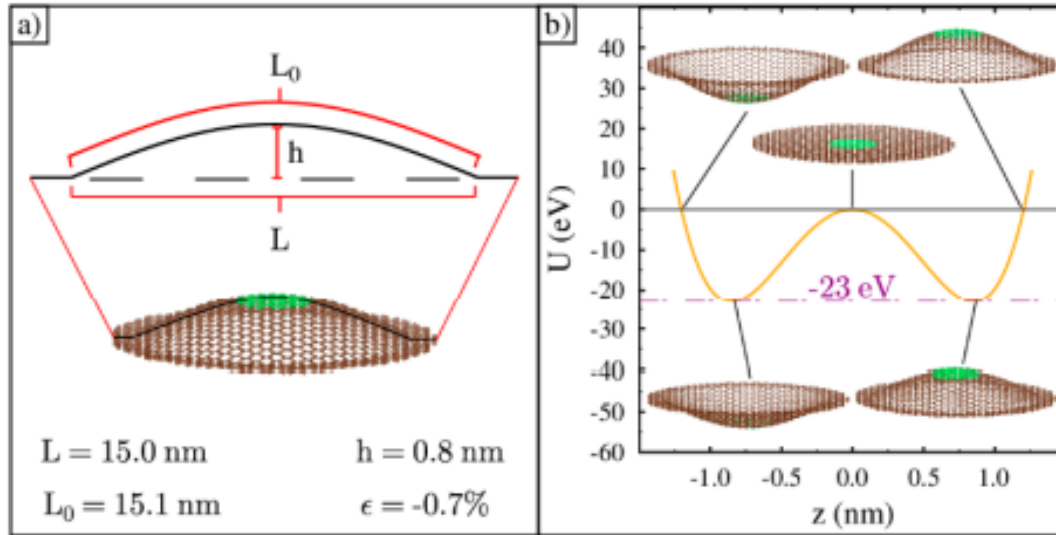 a)
L₀
h
L
L = 15.0 nm
h = 0.8 nm
L₀ = 15.1 nm
ϵ = -0.7%
b)
40
30
20
10
0
-10
-20
-30
-40
-50
-60
U (eV)
-23 eV
-1.0 -0.5 0.0 0.5 1.0
z (nm)